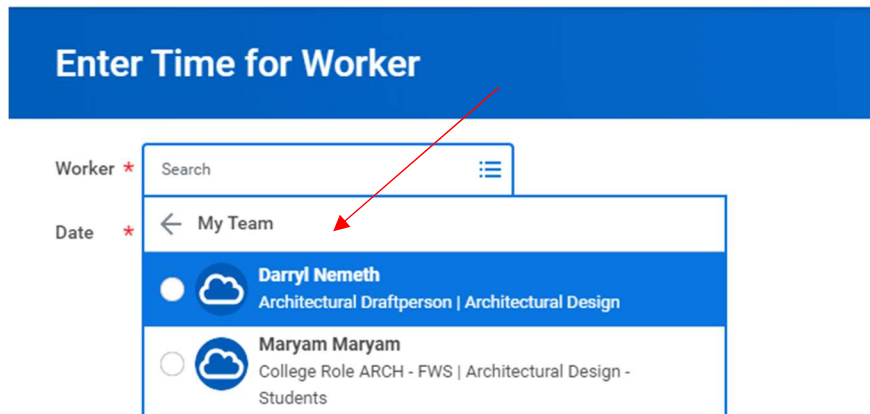 Enter Time for Worker
Worker *
Search
Date *
My Team
Darryl Nemeth
Architectural Draftperson | Architectural Design
Maryam Maryam
College Role ARCH - FWS | Architectural Design -
Students